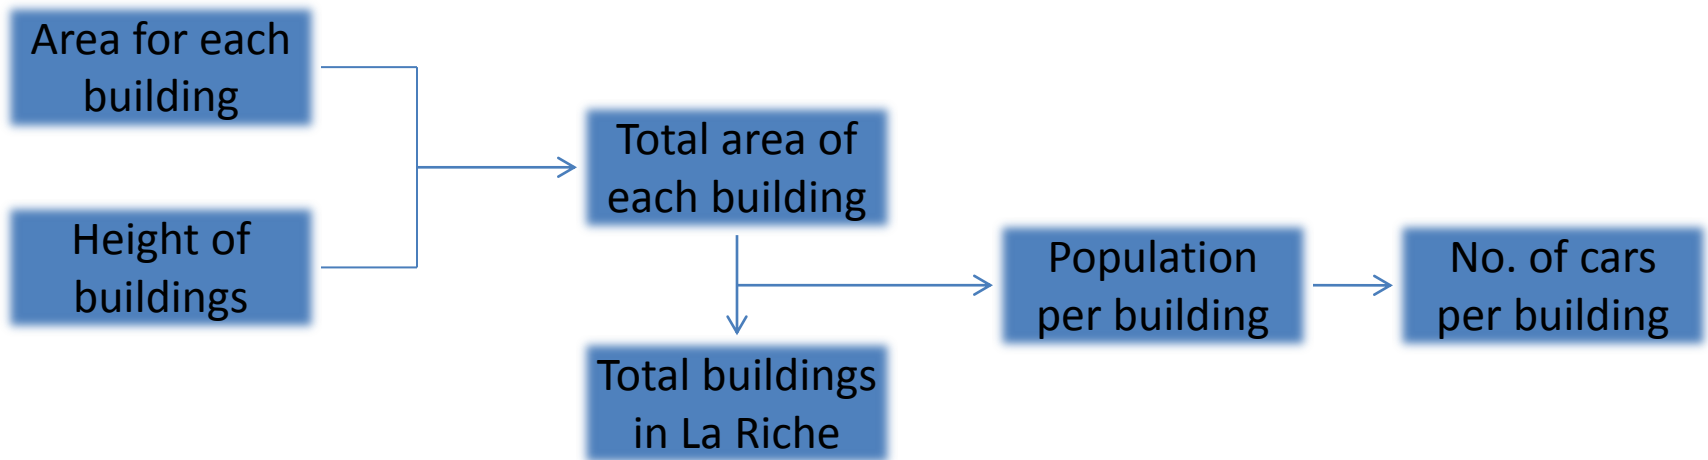 Area for each
building
Height of
buildings
Total area of
each building
Total buildings
in La Riche
Population
per building
No. of cars
per building